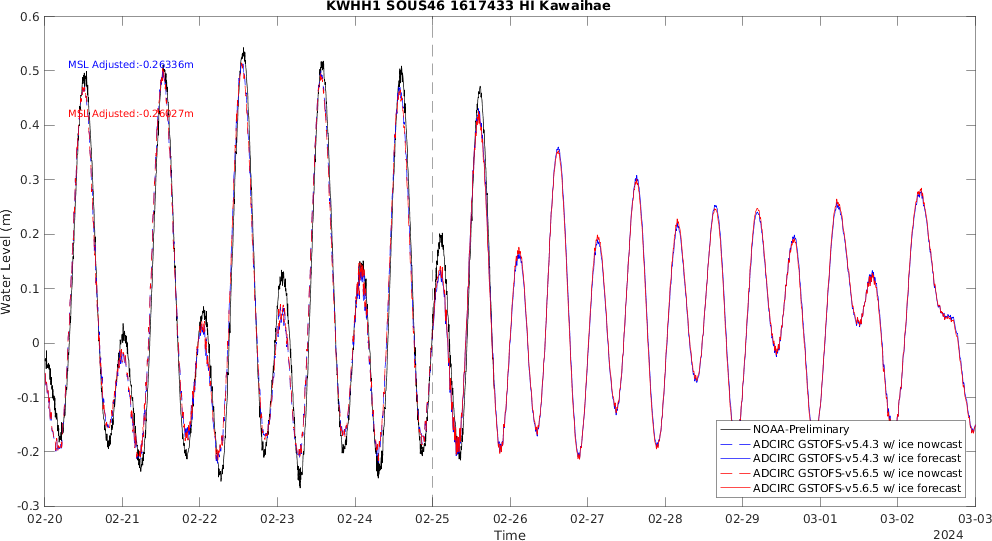 KWHH1 SOUS46 1617433 HI Kawaihae
0.6
0.5
0.4
0.3
0.2
0.1
0
-0.1
-0.2
-0.3
Water Level (m)
MSL Adjusted:-0.26336m
MSL Adjusted:-0.26027m
NOAA-Preliminary
ADCIRC GSTOFS-v5.4.3 w/ ice nowcast
ADCIRC GSTOFS-v5.4.3 w/ ice forecast
ADCIRC GSTOFS-v5.6.5 w/ ice nowcast
ADCIRC GSTOFS-v5.6.5 w/ ice forecast
02-20 02-21 02-22 02-23 02-24 02-25 02-26 02-27 02-28 02-29 03-01 03-02 03-03
Time
2024